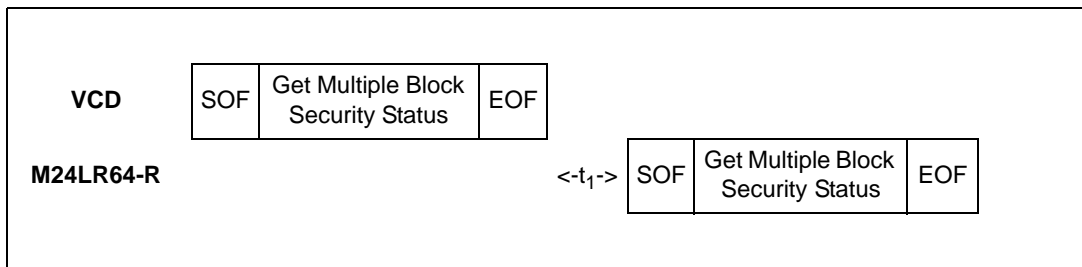 VCD SOF Get Multiple Block Security Status EOF
M24LR64-R <-t1-> SOF Get Multiple Block Security Status EOF